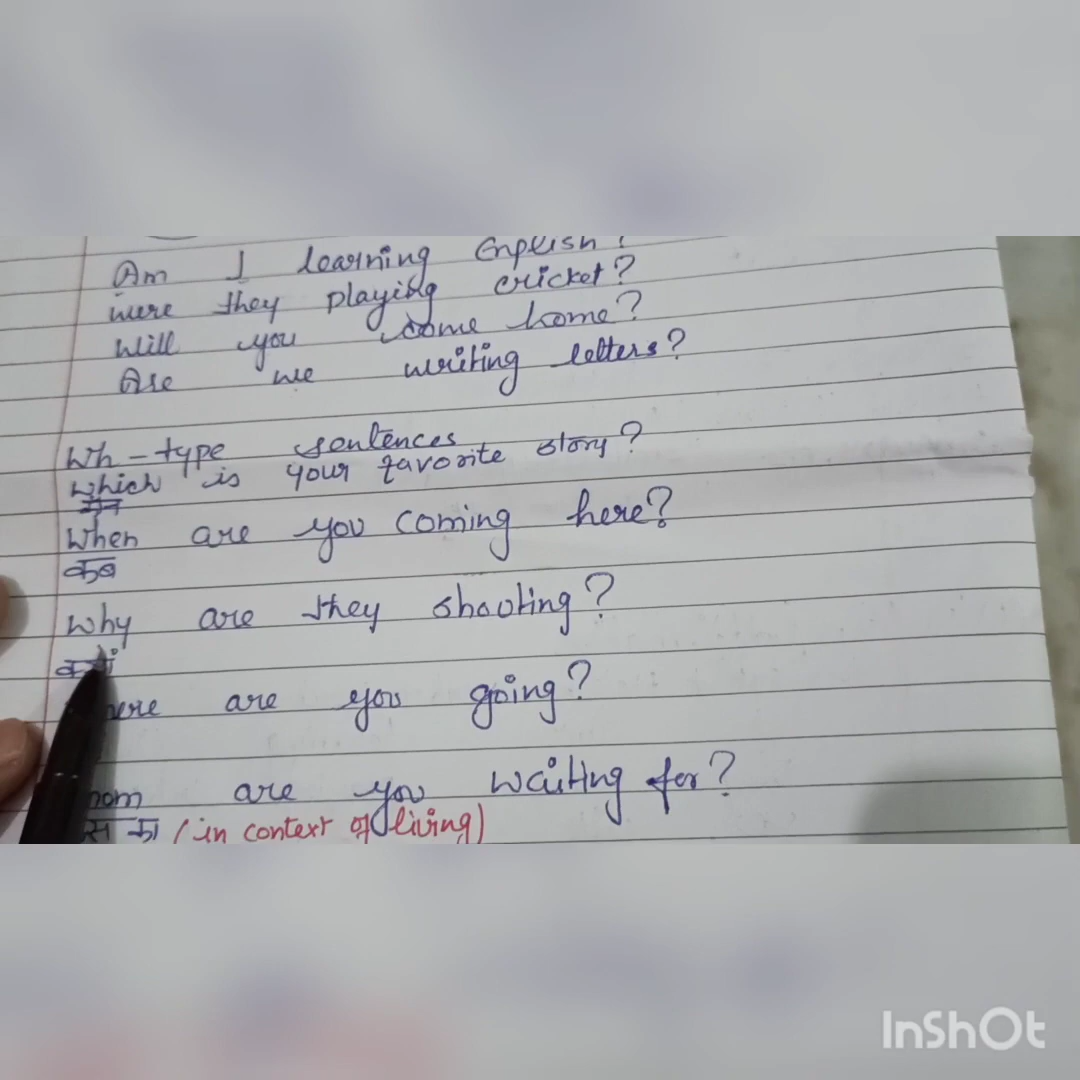 Am I learning English?
were they playing cricket?
Will you come home?
Are we writing letters?
Wh-type sentences
Which is your favorite story?
When are you coming here?
कब
Why are they shouting?
क्यों
are you going?
are you waiting for?
का (in context of living)
InShOt